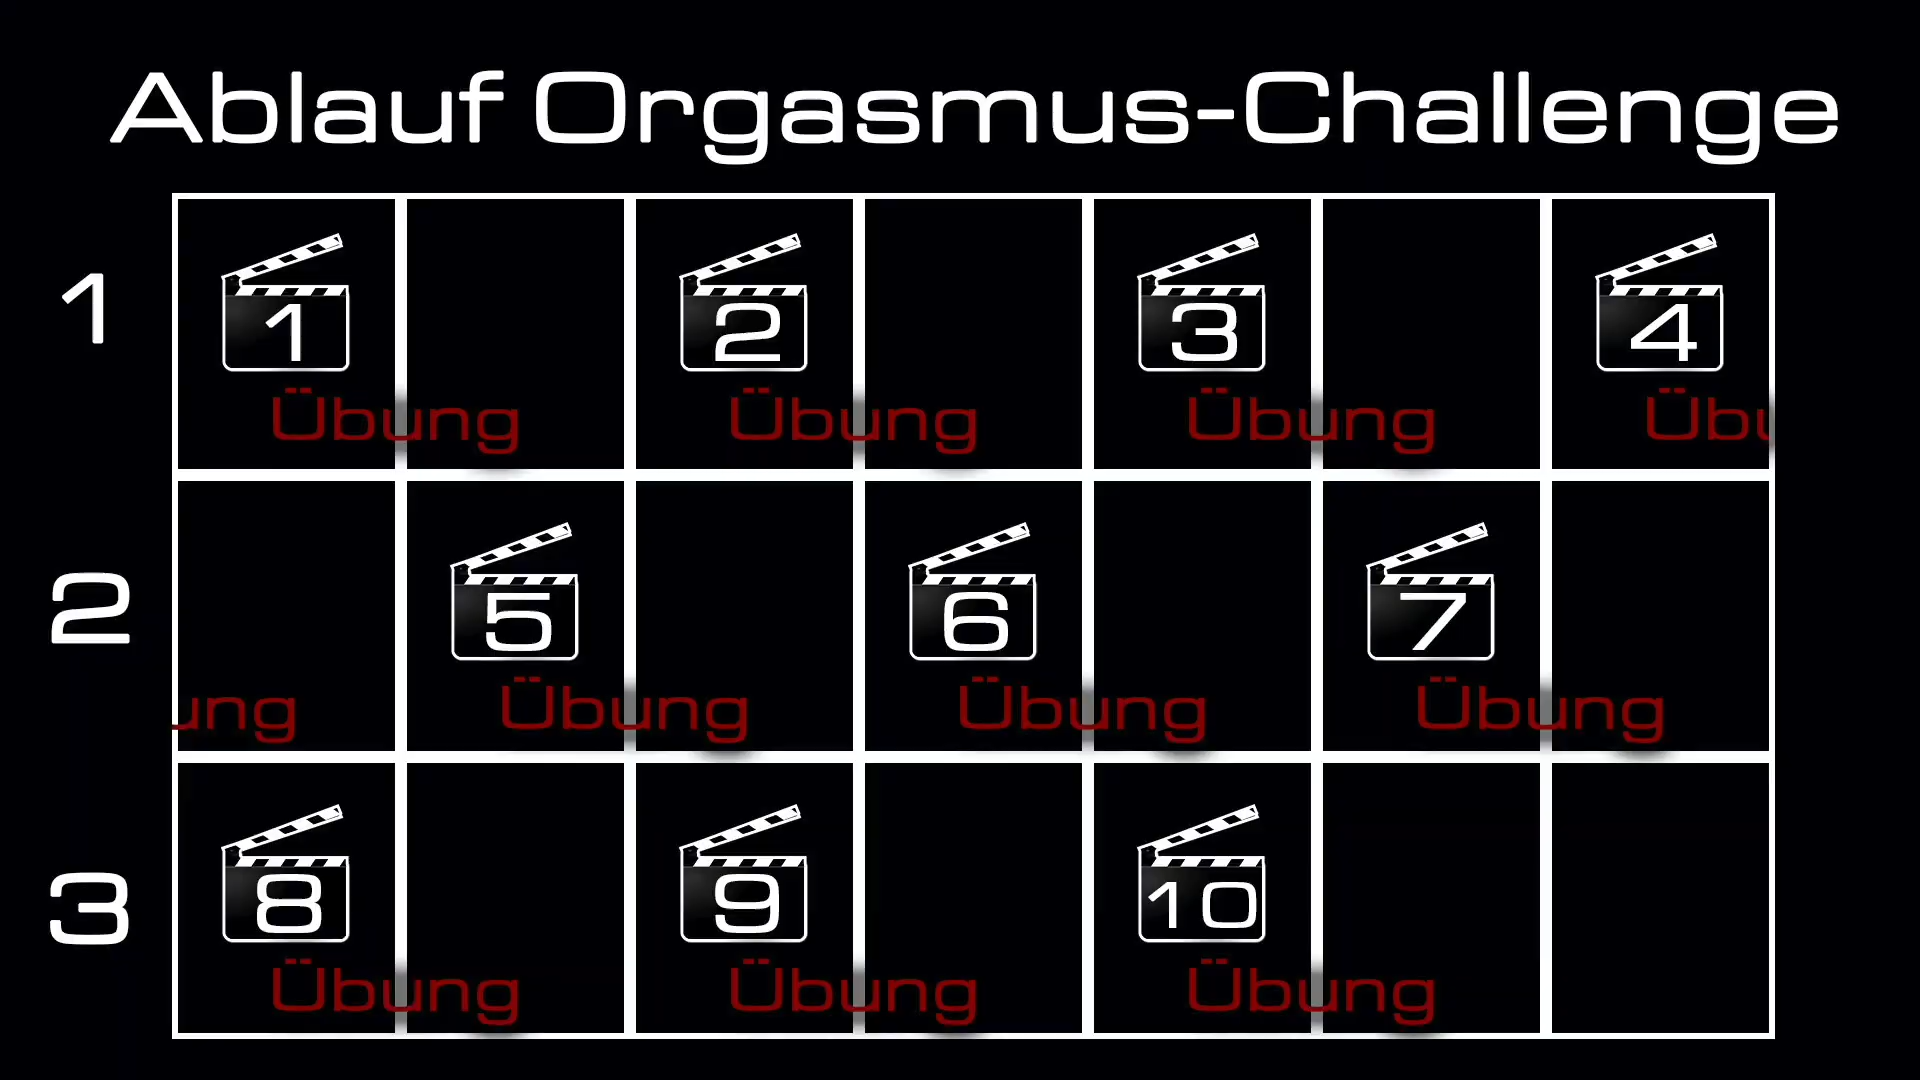 Ablauf Orgasmus-Challenge
1
1 2 3 4
Übung Übung Übung Übu
2
5 6 7
ung Übung Übung Übung
3
8 9 10
Übung Übung Übung